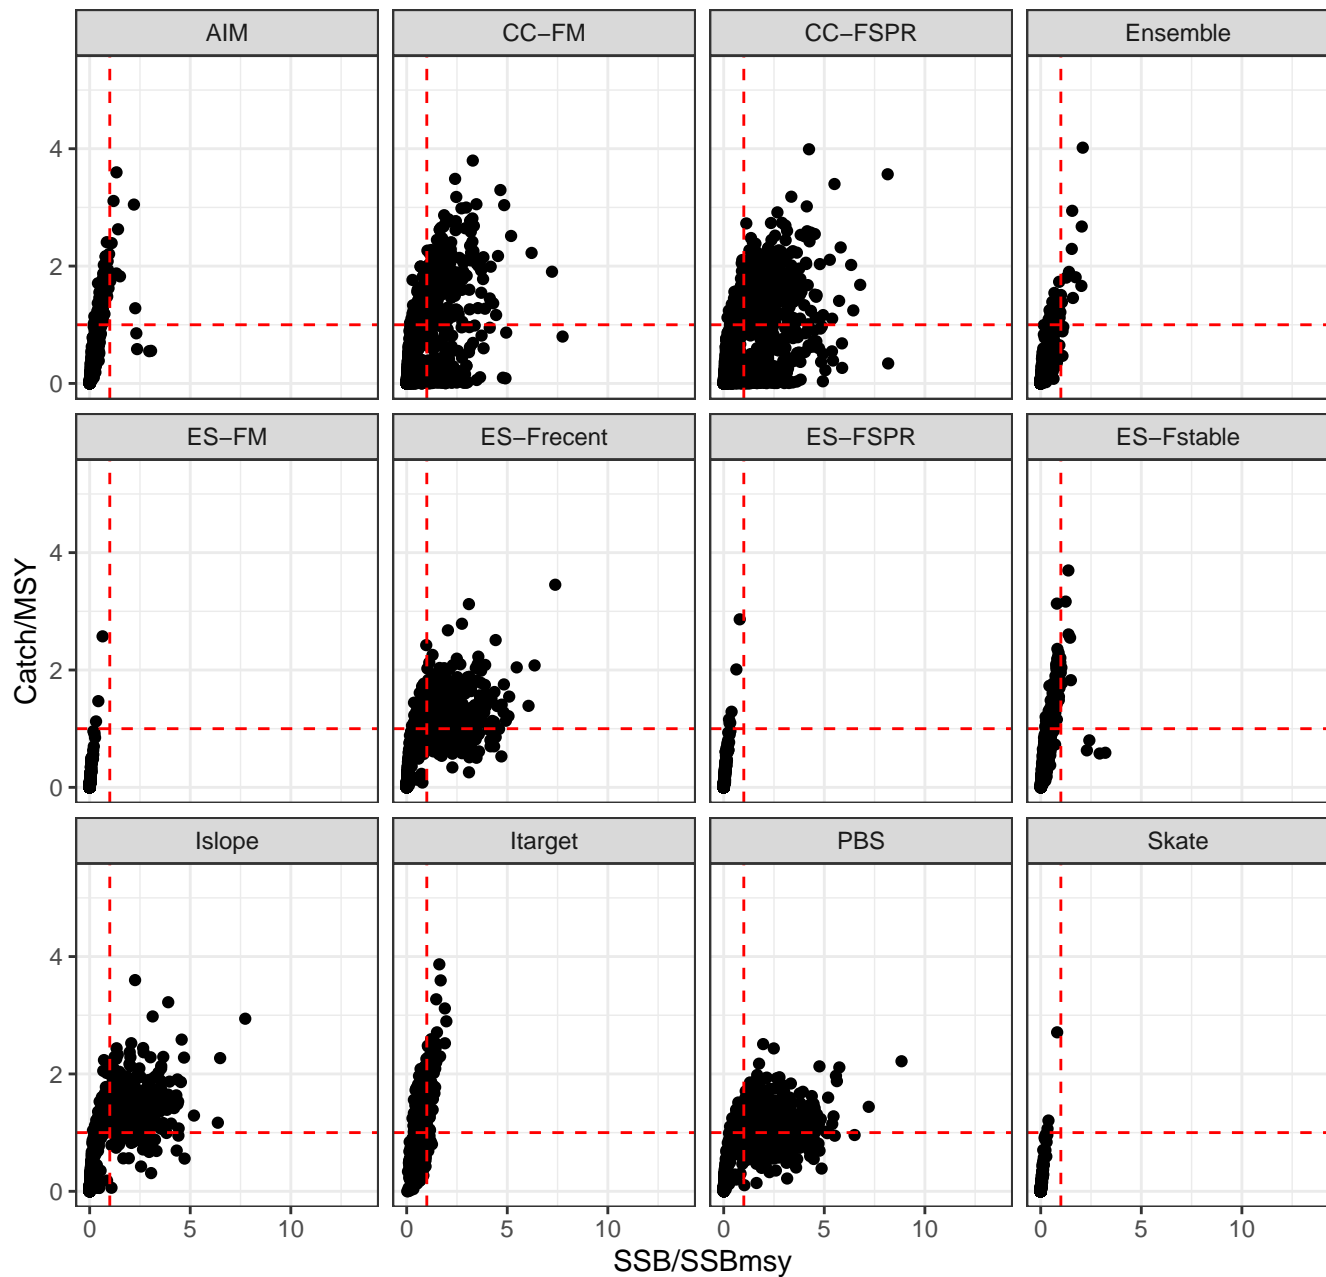 AIM CC−FM CC−FSPR Ensemble
4
2
0
ES−FM ES−Frecent ES−FSPR ES−Fstable
4
2
0
Islope Itarget PBS Skate
4
2
0
0 5 10 0 5 10 0 5 10 0 5 10
SSB/SSBmsy
Catch/MSY